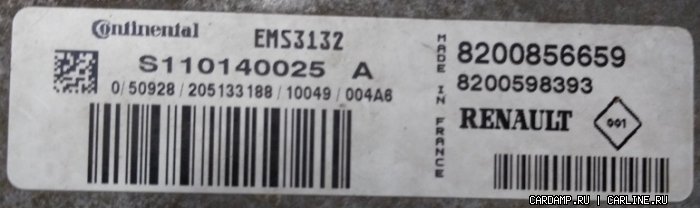 Continental EMS3132
S110140025 A
0/50928/205133188/10049/004A6
MADE IN FRANCE
8200856659
8200598393
RENAULT 001
CARDAMP.RU | CARLINE.RU